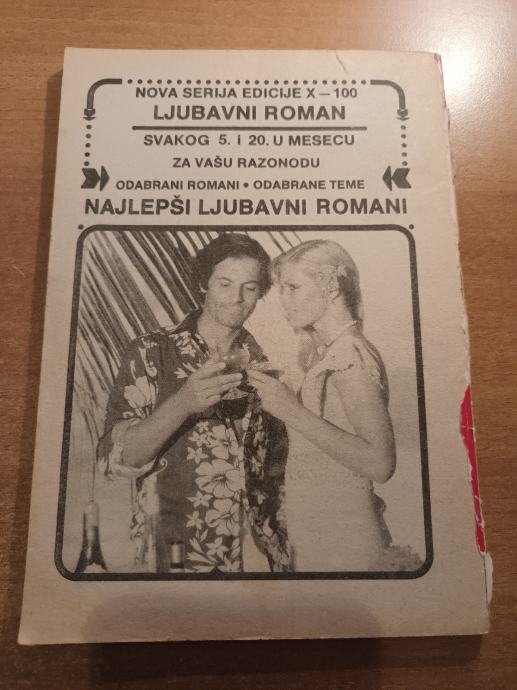 NOVA SERIJA EDICIJE X – 100
LJUBAVNI ROMAN
SVAKOG 5. I 20. U MESECU
ZA VAŠU RAZONODU
ODABRANI ROMANI • ODABRANE TEME
NAJLEPŠI LJUBAVNI ROMANI